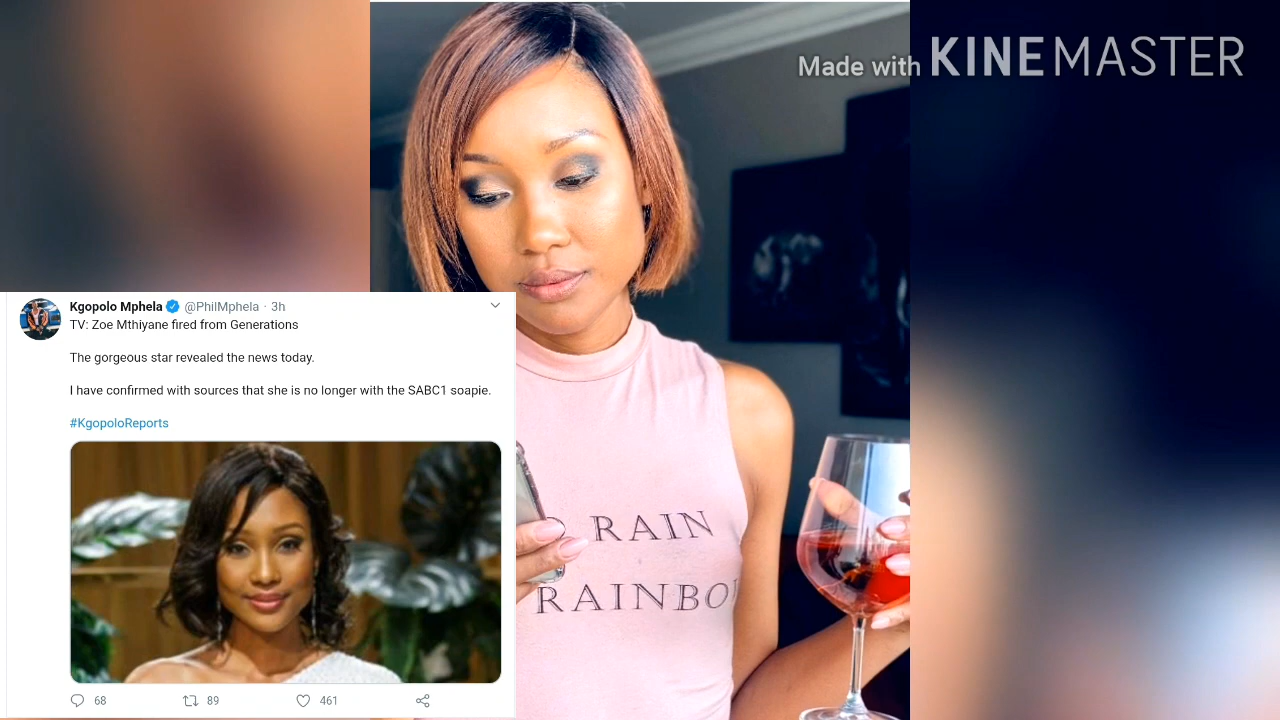 Made with KINEMASTER
Kgopolo Mphela @PhilMphela · 3h
TV: Zoe Mthiyane fired from Generations
The gorgeous star revealed the news today.
I have confirmed with sources that she is no longer with the SABC1 soapie.
#KgopoloReports
RAIN
RAINBO
68 89 461